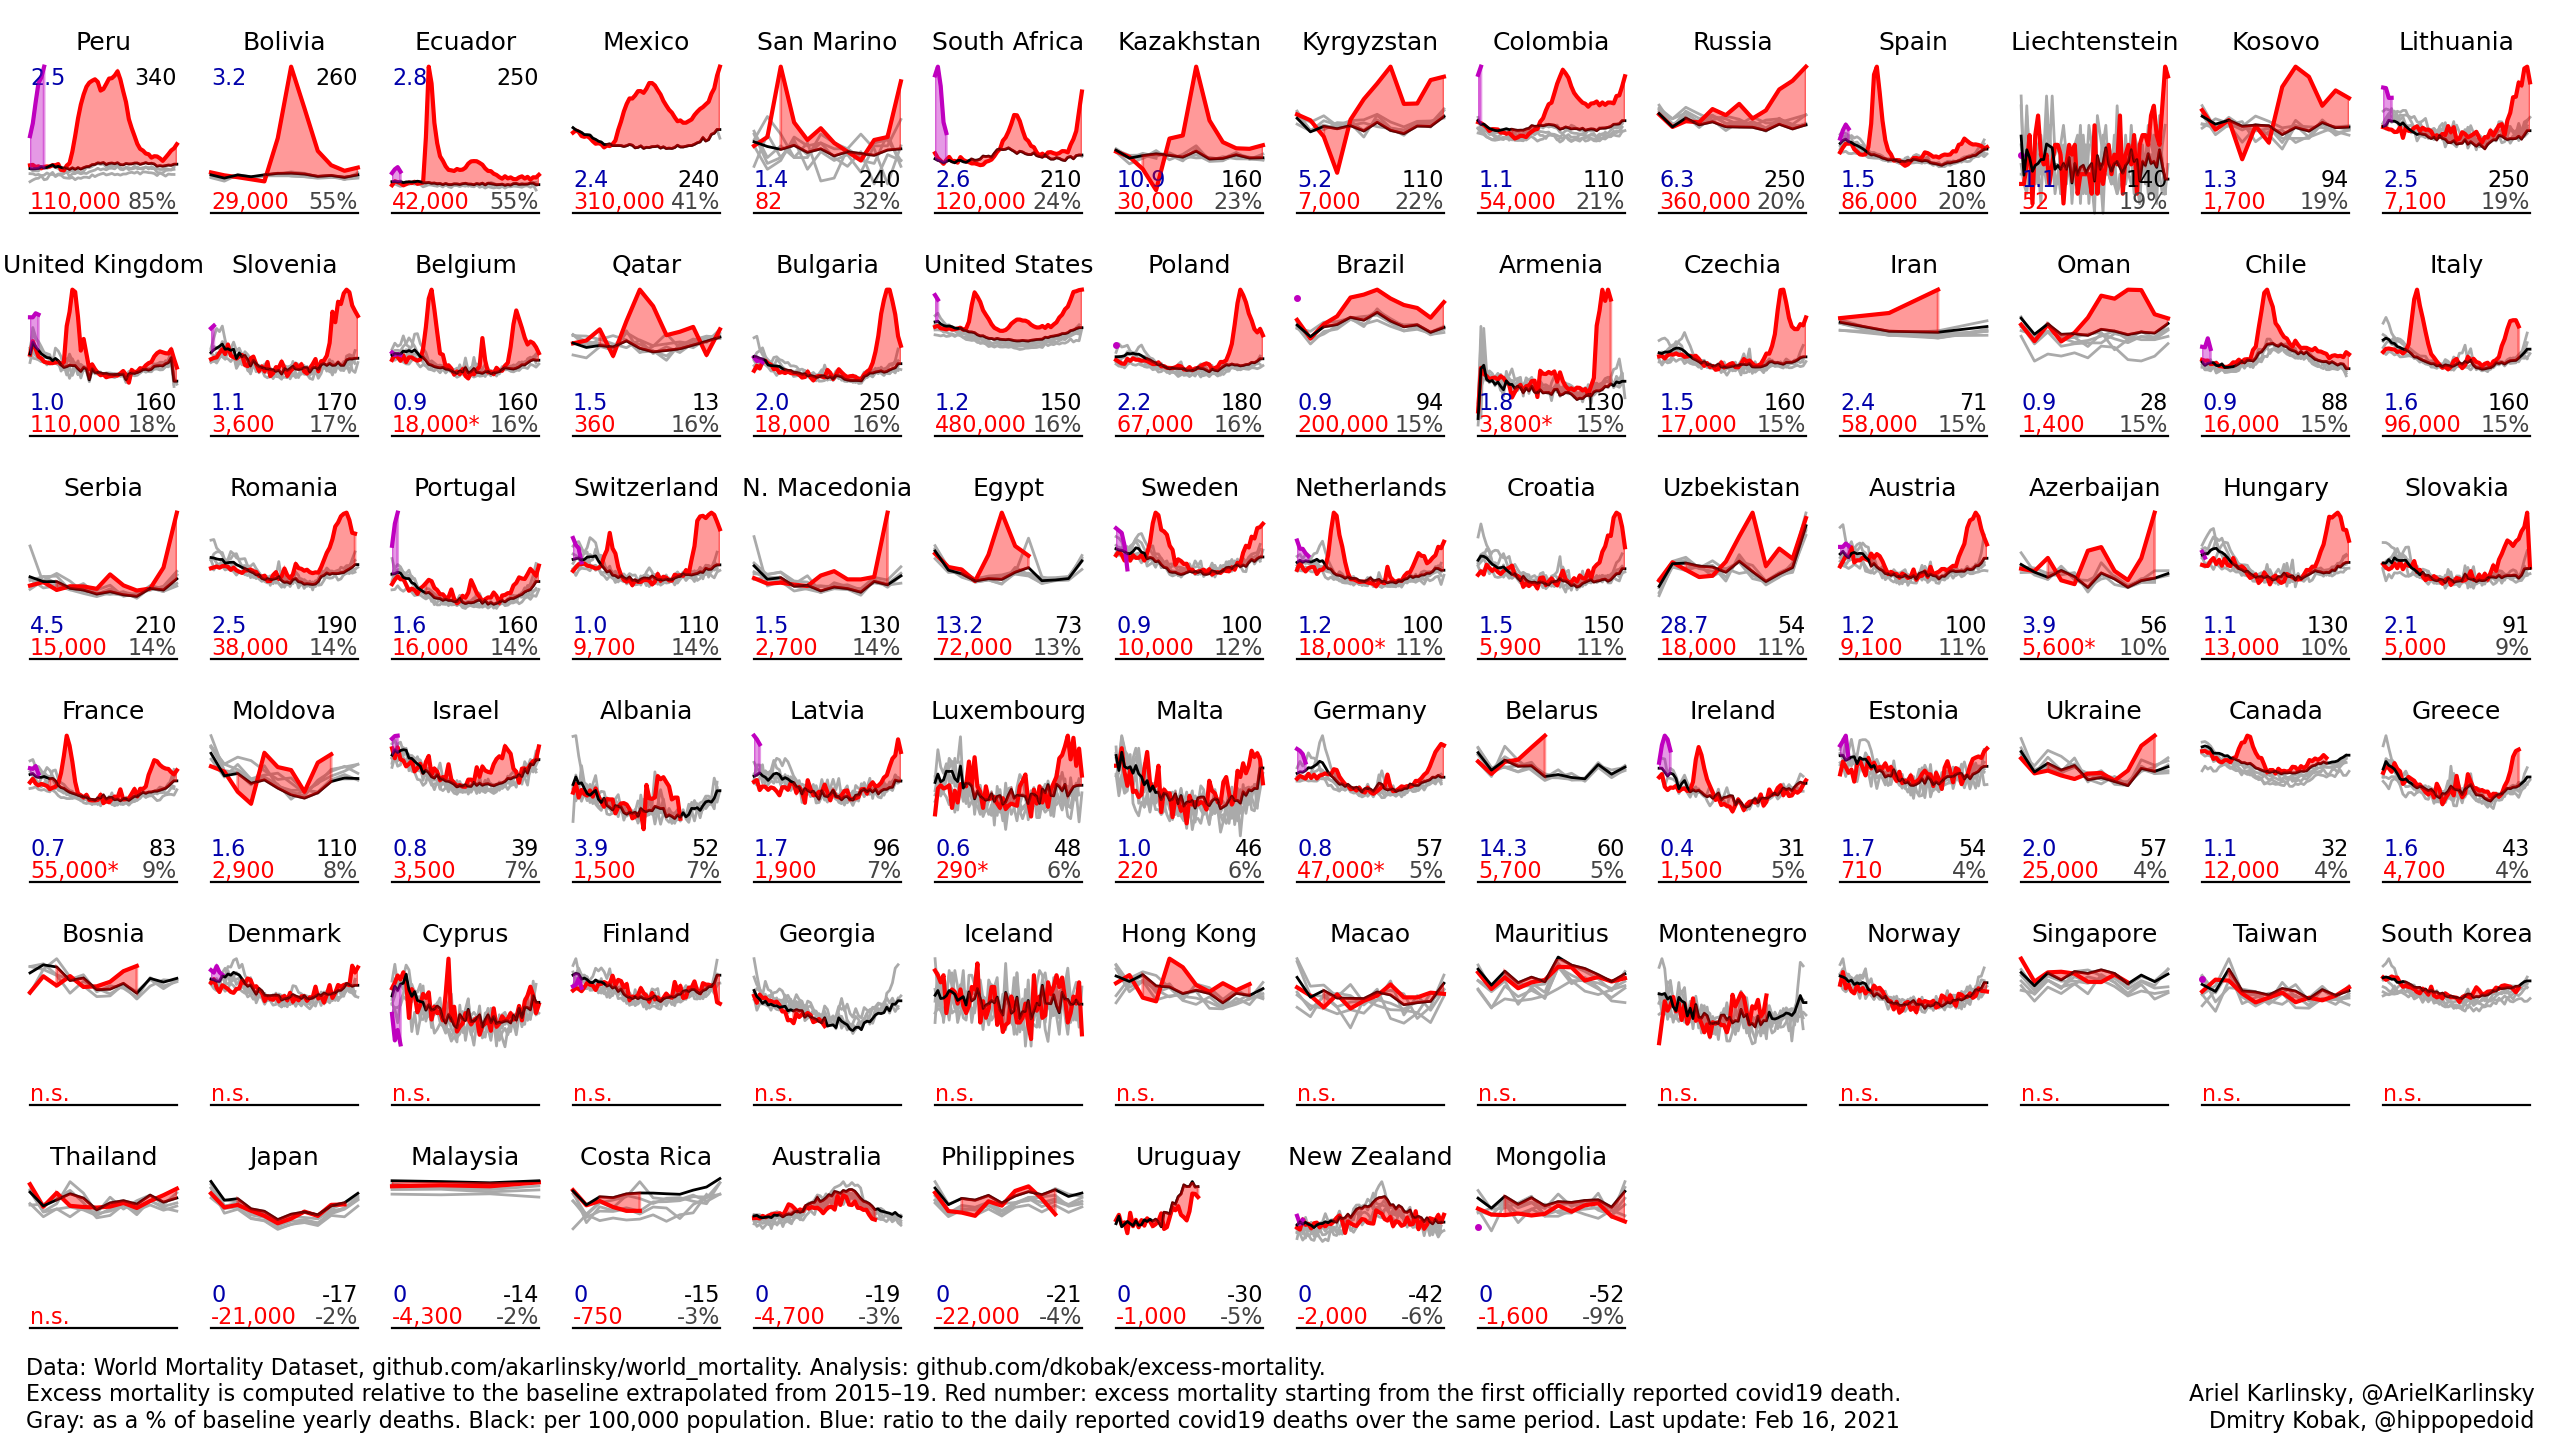 Peru Bolivia Ecuador Mexico San Marino South Africa Kazakhstan Kyrgyzstan Colombia Russia Spain Liechtenstein Kosovo Lithuania
2.5 340 3.2 260 2.8 250
2.4 240 1.4 240 2.6 210 10.9 160 5.2 110 1.1 110 6.3 250 1.5 180 1.1 140 1.3 94 2.5 250
110,000 85% 29,000 55% 42,000 55% 310,000 41% 82 32% 120,000 24% 30,000 23% 7,000 22% 54,000 21% 360,000 20% 86,000 20% 52 19% 1,700 19% 7,100 19%
United Kingdom Slovenia Belgium Qatar Bulgaria United States Poland Brazil Armenia Czechia Iran Oman Chile Italy
1.0 160 1.1 170 0.9 160 1.5 13 2.0 250 1.2 150 2.2 180 0.9 94 1.8 130 1.5 160 2.4 71 0.9 28 0.9 88 1.6 160
110,000 18% 3,600 17% 18,000* 16% 360 16% 18,000 16% 480,000 16% 67,000 16% 200,000 15% 3,800* 15% 17,000 15% 58,000 15% 1,400 15% 16,000 15% 96,000 15%
Serbia Romania Portugal Switzerland N. Macedonia Egypt Sweden Netherlands Croatia Uzbekistan Austria Azerbaijan Hungary Slovakia
4.5 210 2.5 190 1.6 160 1.0 110 1.5 130 13.2 73 0.9 100 1.2 100 1.5 150 28.7 54 1.2 100 3.9 56 1.1 130 2.1 91
15,000 14% 38,000 14% 16,000 14% 9,700 14% 2,700 14% 72,000 13% 10,000 12% 18,000* 11% 5,900 11% 18,000 11% 9,100 11% 5,600* 10% 13,000 10% 5,000 9%
France Moldova Israel Albania Latvia Luxembourg Malta Germany Belarus Ireland Estonia Ukraine Canada Greece
0.7 83 1.6 110 0.8 39 3.9 52 1.7 96 0.6 48 1.0 46 0.8 57 14.3 60 0.4 31 1.7 54 2.0 57 1.1 32 1.6 43
55,000* 9% 2,900 8% 3,500 7% 1,500 7% 1,900 7% 290* 6% 220 6% 47,000* 5% 5,700 5% 1,500 5% 710 4% 25,000 4% 12,000 4% 4,700 4%
Bosnia Denmark Cyprus Finland Georgia Iceland Hong Kong Macao Mauritius Montenegro Norway Singapore Taiwan South Korea
n.s. n.s. n.s. n.s. n.s. n.s. n.s. n.s. n.s. n.s. n.s. n.s. n.s. n.s.
Thailand Japan Malaysia Costa Rica Australia Philippines Uruguay New Zealand Mongolia
0 -17 0 -14 0 -15 0 -19 0 -21 0 -30 0 -42 0 -52
n.s. -21,000 -2% -4,300 -2% -750 -3% -4,700 -3% -22,000 -4% -1,000 -5% -2,000 -6% -1,600 -9%
Data: World Mortality Dataset, github.com/akarlinsky/world_mortality. Analysis: github.com/dkobak/excess-mortality.
Excess mortality is computed relative to the baseline extrapolated from 2015–19. Red number: excess mortality starting from the first officially reported covid19 death.
Gray: as a % of baseline yearly deaths. Black: per 100,000 population. Blue: ratio to the daily reported covid19 deaths over the same period. Last update: Feb 16, 2021
Ariel Karlinsky, @ArielKarlinsky
Dmitry Kobak, @hippopedoid